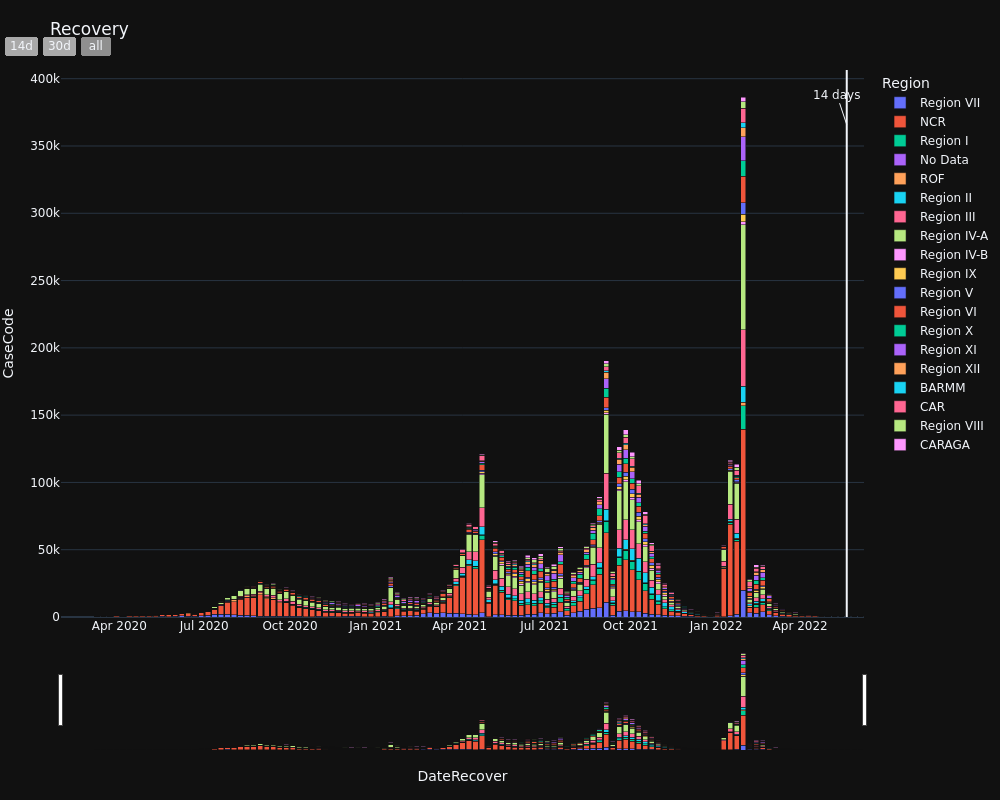 Recovery
14d 30d all
400k
350k
300k
250k
200k
150k
100k
50k
0
CaseCode
14 days
Apr 2020 Jul 2020 Oct 2020 Jan 2021 Apr 2021 Jul 2021 Oct 2021 Jan 2022 Apr 2022
DateRecover
Region
Region VII
NCR
Region I
No Data
ROF
Region II
Region III
Region IV-A
Region IV-B
Region IX
Region V
Region VI
Region X
Region XI
Region XII
BARMM
CAR
Region VIII
CARAGA